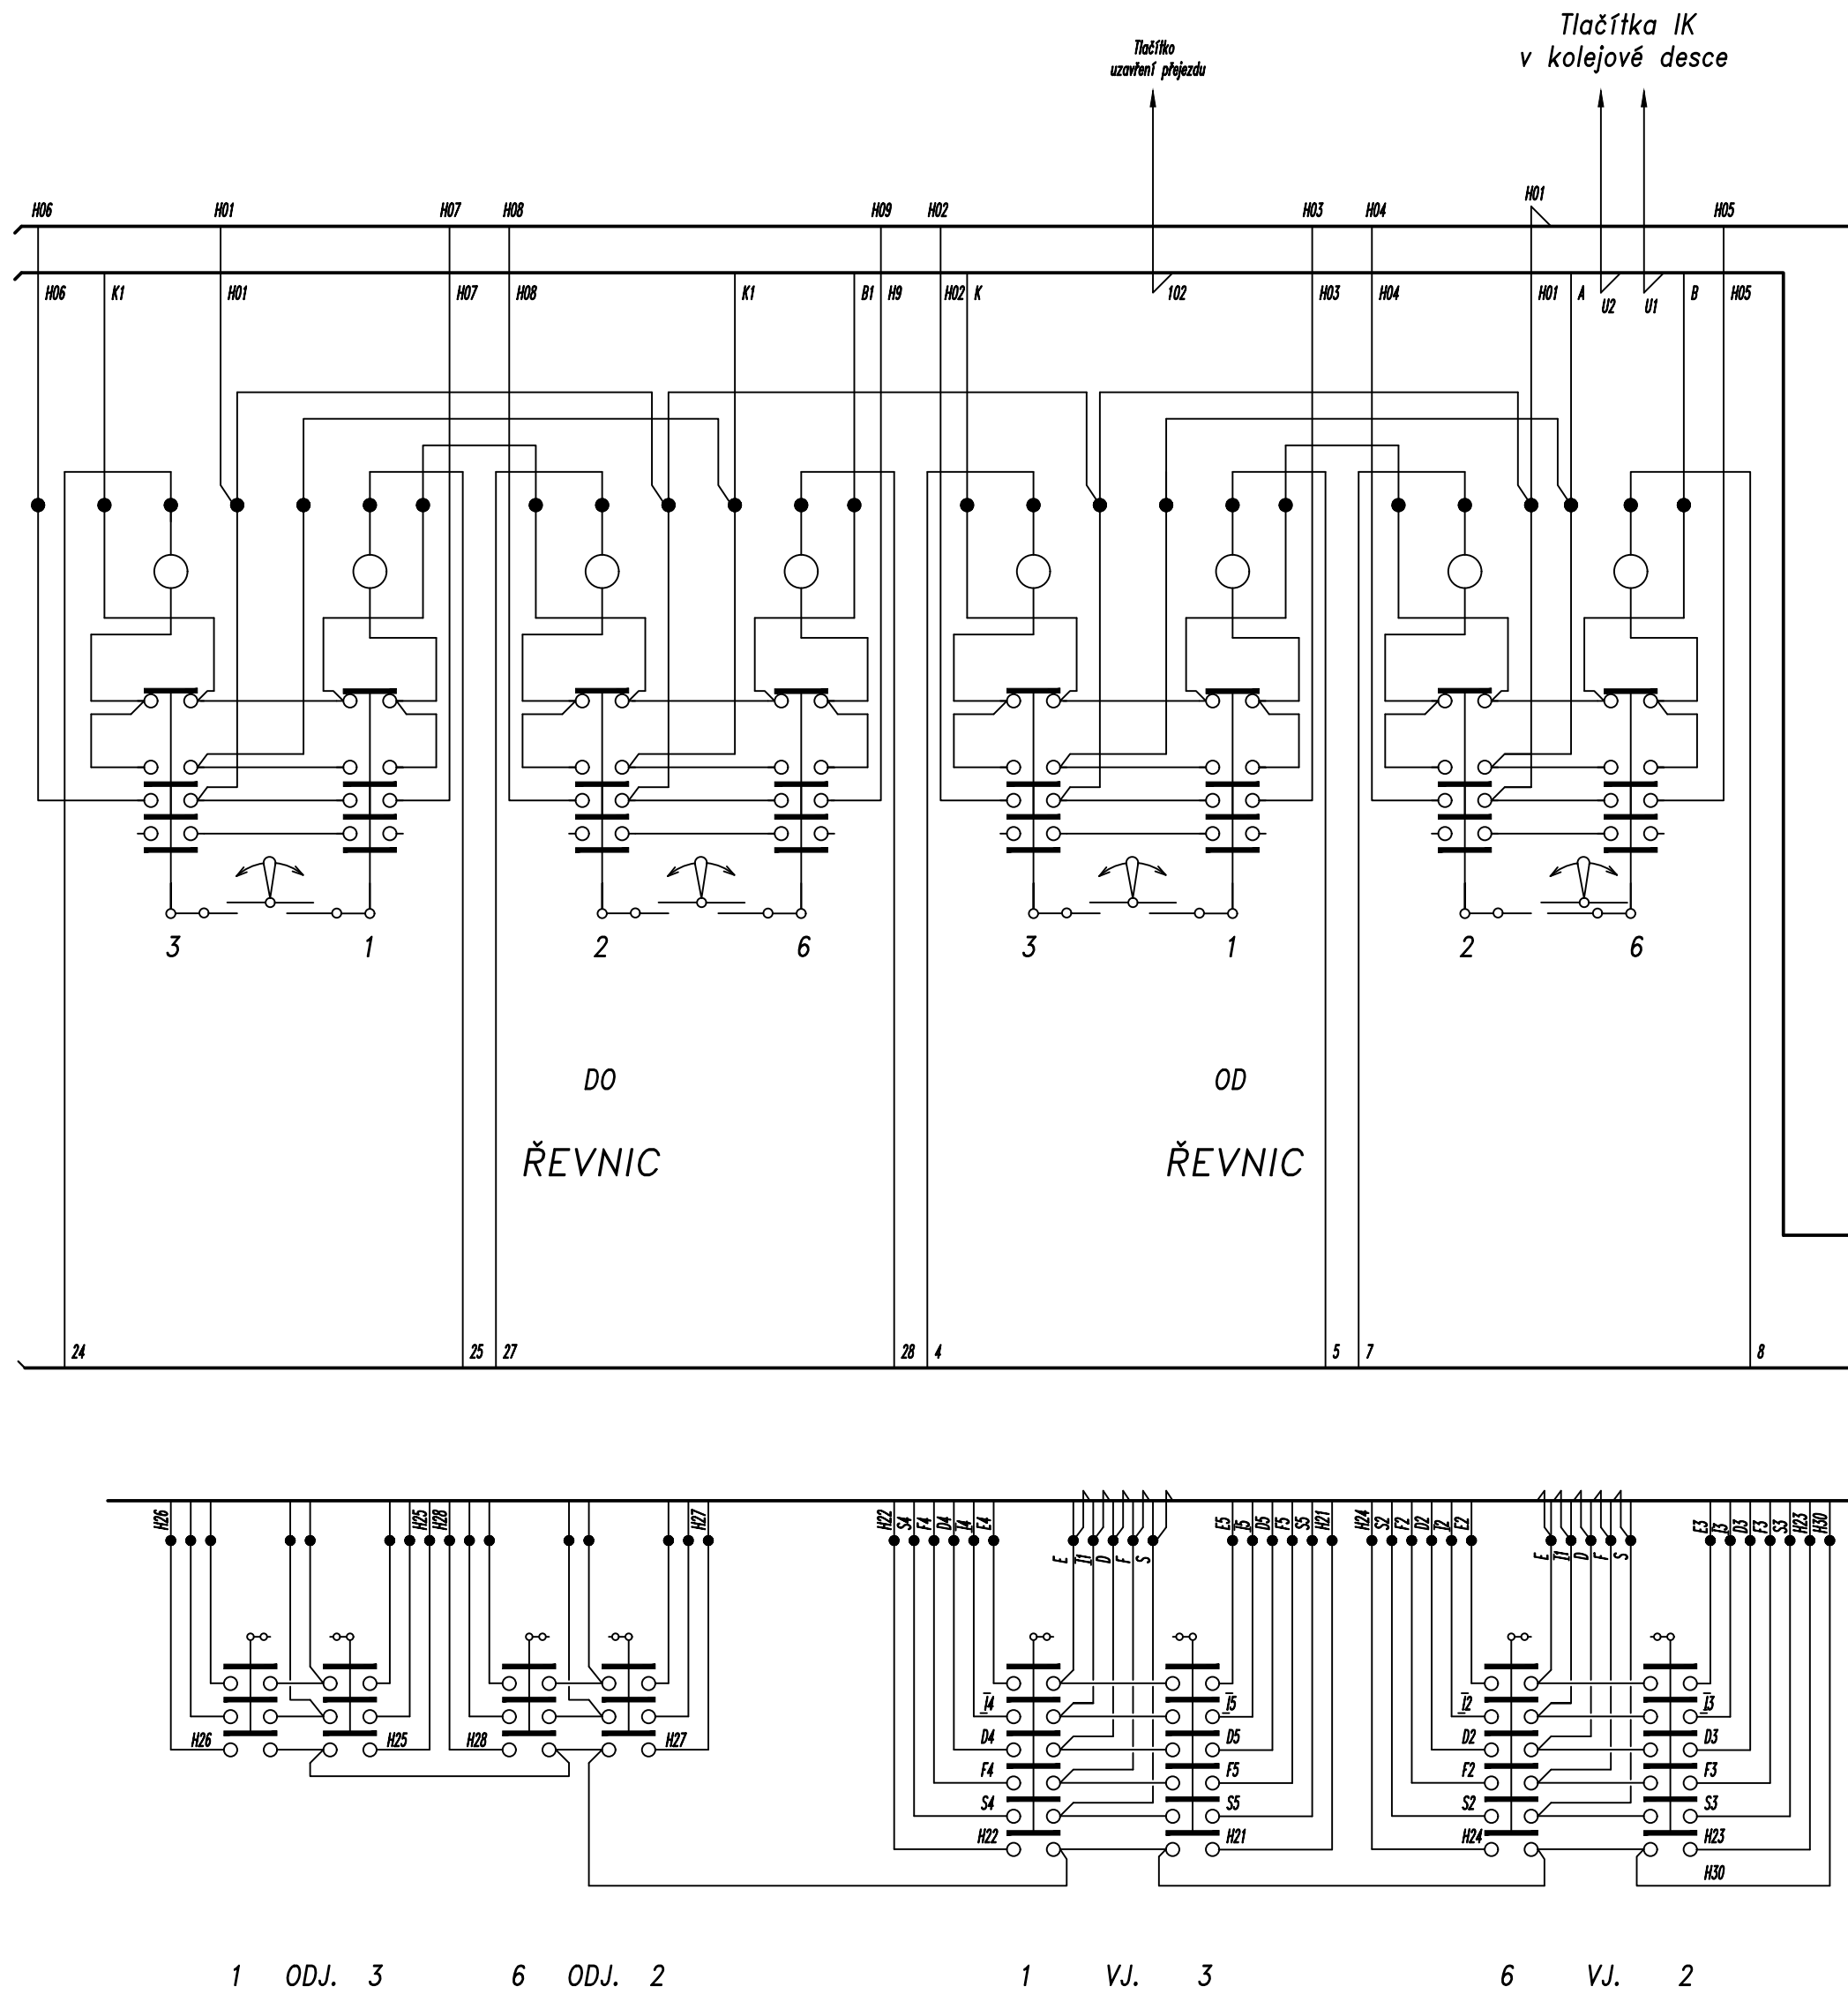 Tlačítka IK
v kolejové desce
Tlačítko
uzavření přejezdu
H06 H01 H07 H08 H09 H02 H03 H04 H01 H05
H06 K1 H01 H07 H08 K1 B1 H9 H02 K 102 H03 H04 H01 A U2 U1 B H05
3 1 2 6 3 1 2 6
DO OD
ŘEVNIC ŘEVNIC
24 25 27 28 4 5 7 8
H26 H25 H28 H27 H22 S4 F4 D4 I4 E4 E5 I5 D5 F5 S5 H21 H24 S2 F2 D2 I2 E2 E3 I3 D3 F3 S3 H23 H30
E I1 D F S E I1 D F S
I4 I5 I2 I3
H26 H25 H28 H27 D4 D5 D2 D3
F4 F5 F2 F3
S4 S5 S2 S3
H22 H21 H24 H23
H30
1 ODJ. 3 6 ODJ. 2 1 VJ. 3 6 VJ. 2